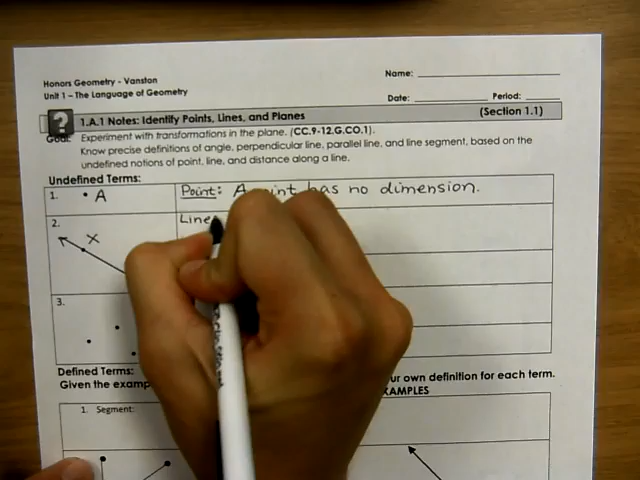 Honors Geometry - Vanston
Name:
Unit 1 – The Language of Geometry
Date: Period:
?
1.A.1 Notes: Identify Points, Lines, and Planes (Section 1.1)
Goal: Experiment with transformations in the plane. (CC.9-12.G.CO.1).
Know precise definitions of angle, perpendicular line, parallel line, and line segment, based on the
undefined notions of point, line, and distance along a line.
Undefined Terms:
1. A Point: A point has no dimension.
2. X Line
3.
Defined Terms:
Given the examp ur own definition for each term.
XAMPLES
1. Segment: